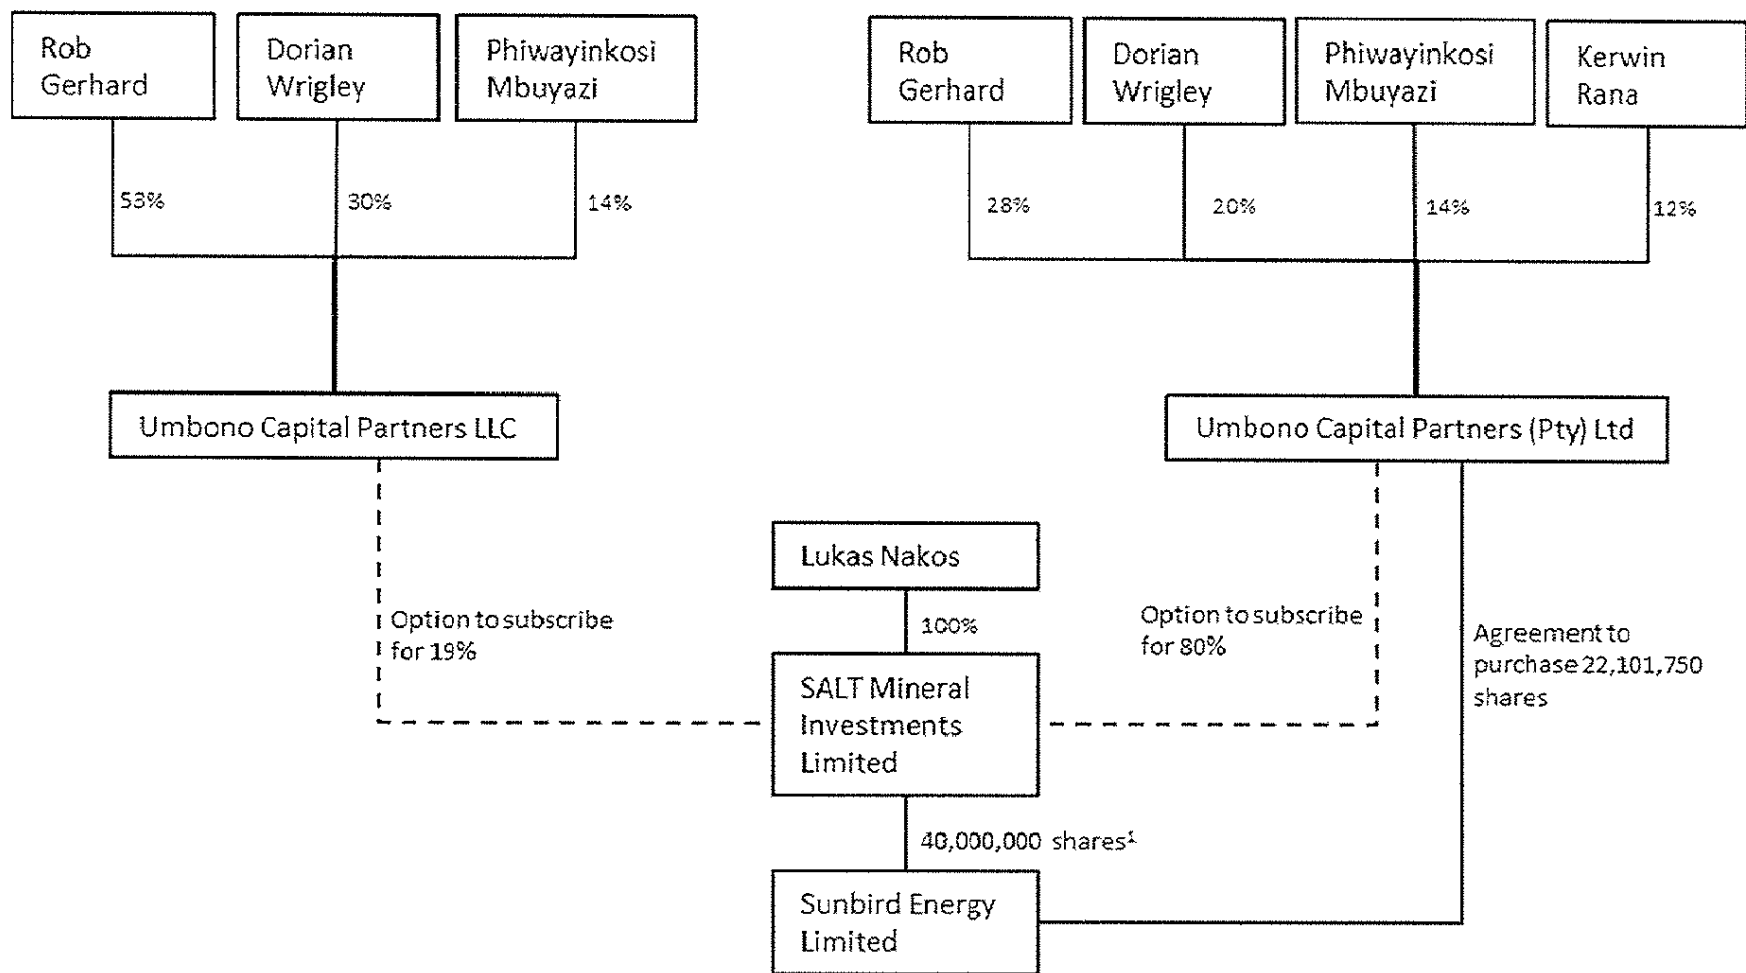 Rob
Gerhard
Dorian
Wrigley
Phiwayinkosi
Mbuyazi
Rob
Gerhard
Dorian
Wrigley
Phiwayinkosi
Mbuyazi
Kerwin
Rana
53%
30%
14%
28%
20%
14%
12%
Umbono Capital Partners LLC
Umbono Capital Partners (Pty) Ltd
Lukas Nakos
100%
Option to subscribe
for 19%
Option to subscribe
for 80%
Agreement to
purchase 22,101,750
shares
SALT Mineral
Investments
Limited
40,000,000 shares¹
Sunbird Energy
Limited